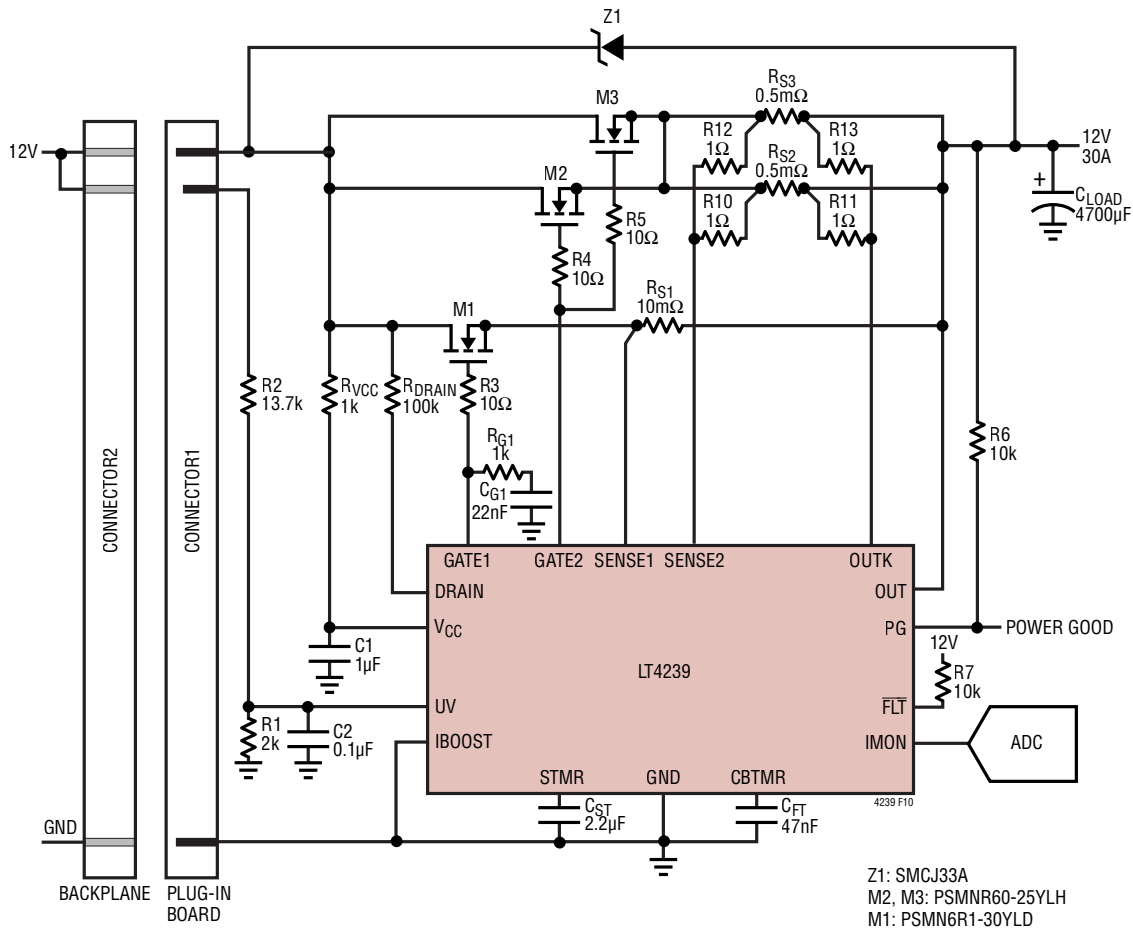 Z1
RS3
0.5mΩ
M3
R12
1Ω
R13
1Ω
12V
12V
30A
RS2
0.5mΩ
M2
+
CLOAD
4700µF
R10
1Ω
R11
1Ω
R5
10Ω
R4
10Ω
RS1
10mΩ
M1
R2
13.7k
RVCC
1k
RDRAIN
100k
R3
10Ω
R6
10k
RG1
1k
CG1
22nF
CONNECTOR2
CONNECTOR1
GATE1
GATE2
SENSE1
SENSE2
OUTK
DRAIN
OUT
VCC
PG
POWER GOOD
C1
1µF
12V
R7
10k
LT4239
UV
FLT
R1
2k
C2
0.1µF
IBOOST
IMON
ADC
STMR
GND
CBTMR
4239 F10
CST
2.2µF
CFT
47nF
GND
BACKPLANE
PLUG-IN
BOARD
Z1: SMCJ33A
M2, M3: PSMNR60-25YLH
M1: PSMN6R1-30YLD